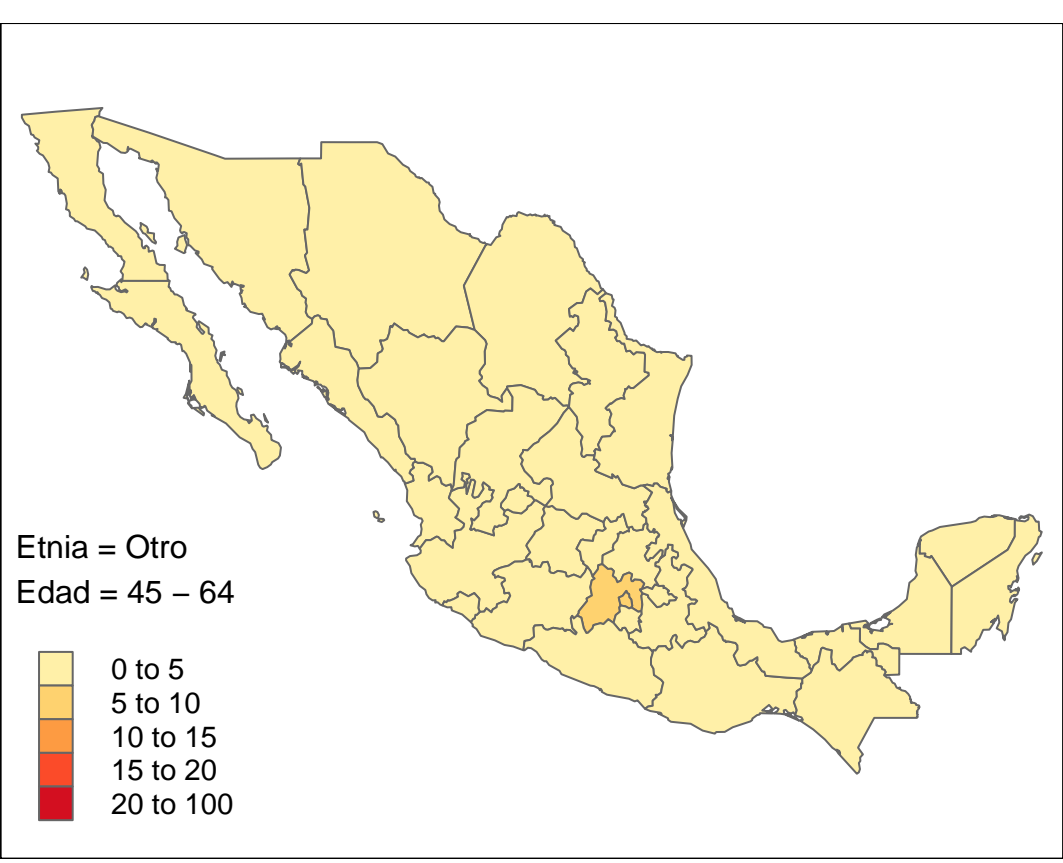 Etnia = Otro
Edad = 45 − 64
0 to 5
5 to 10
10 to 15
15 to 20
20 to 100